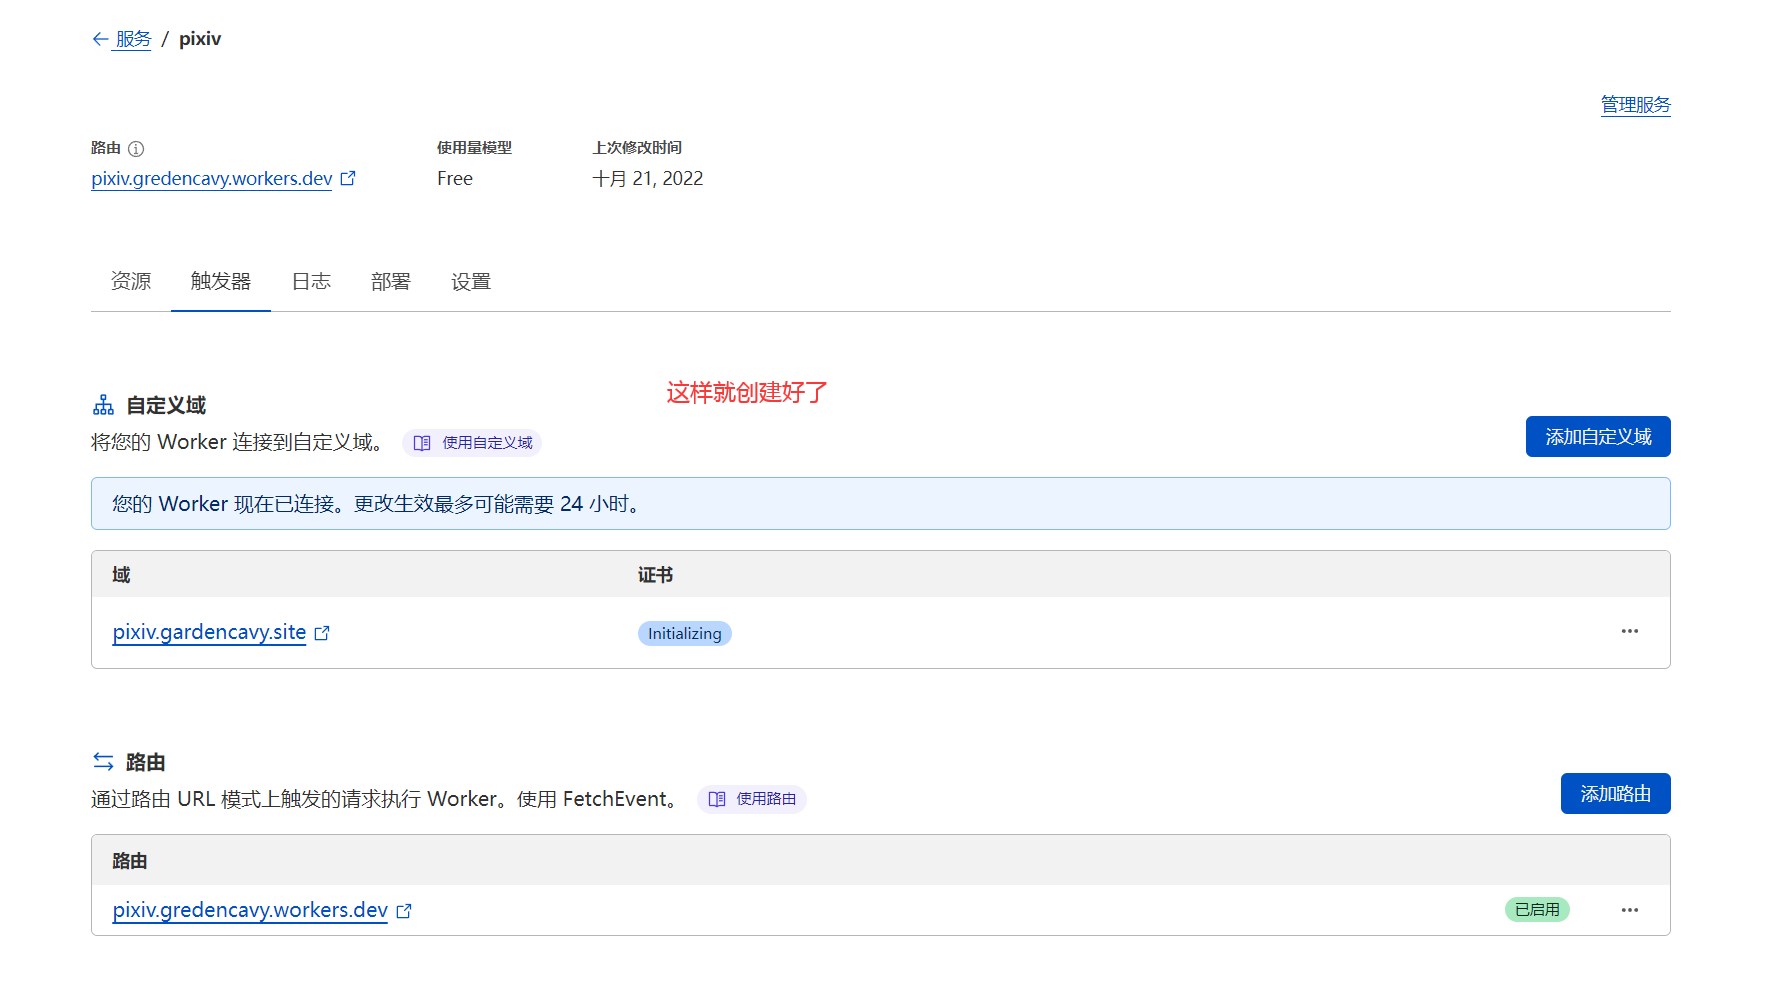 服务 / pixiv
管理服务
路由 使用量模型 上次修改时间
pixiv.gredencavy.workers.dev Free 十月 21, 2022
资源 触发器 日志 部署 设置
这样就创建好了
自定义域
将您的 Worker 连接到自定义域。 使用自定义域
添加自定义域
您的 Worker 现在已连接。更改生效最多可能需要 24 小时。
域 证书
pixiv.gardencavy.site Initializing
路由
通过路由 URL 模式上触发的请求执行 Worker。使用 FetchEvent。 使用路由
添加路由
路由
pixiv.gredencavy.workers.dev 已启用